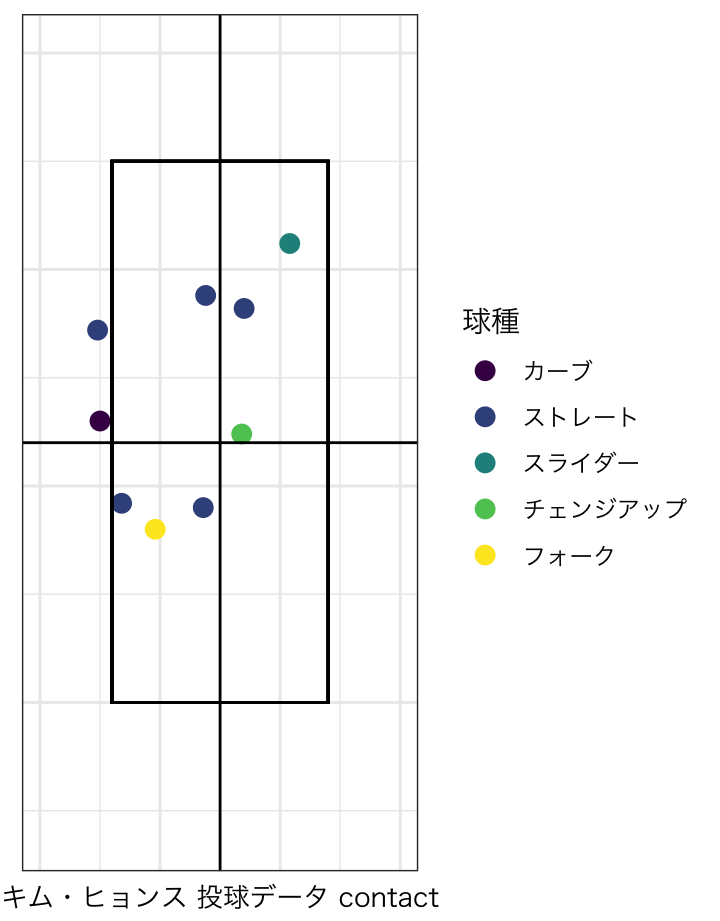 球種
カーブ
ストレート
スライダー
チェンジアップ
フォーク
キム・ヒョンス 投球データ contact